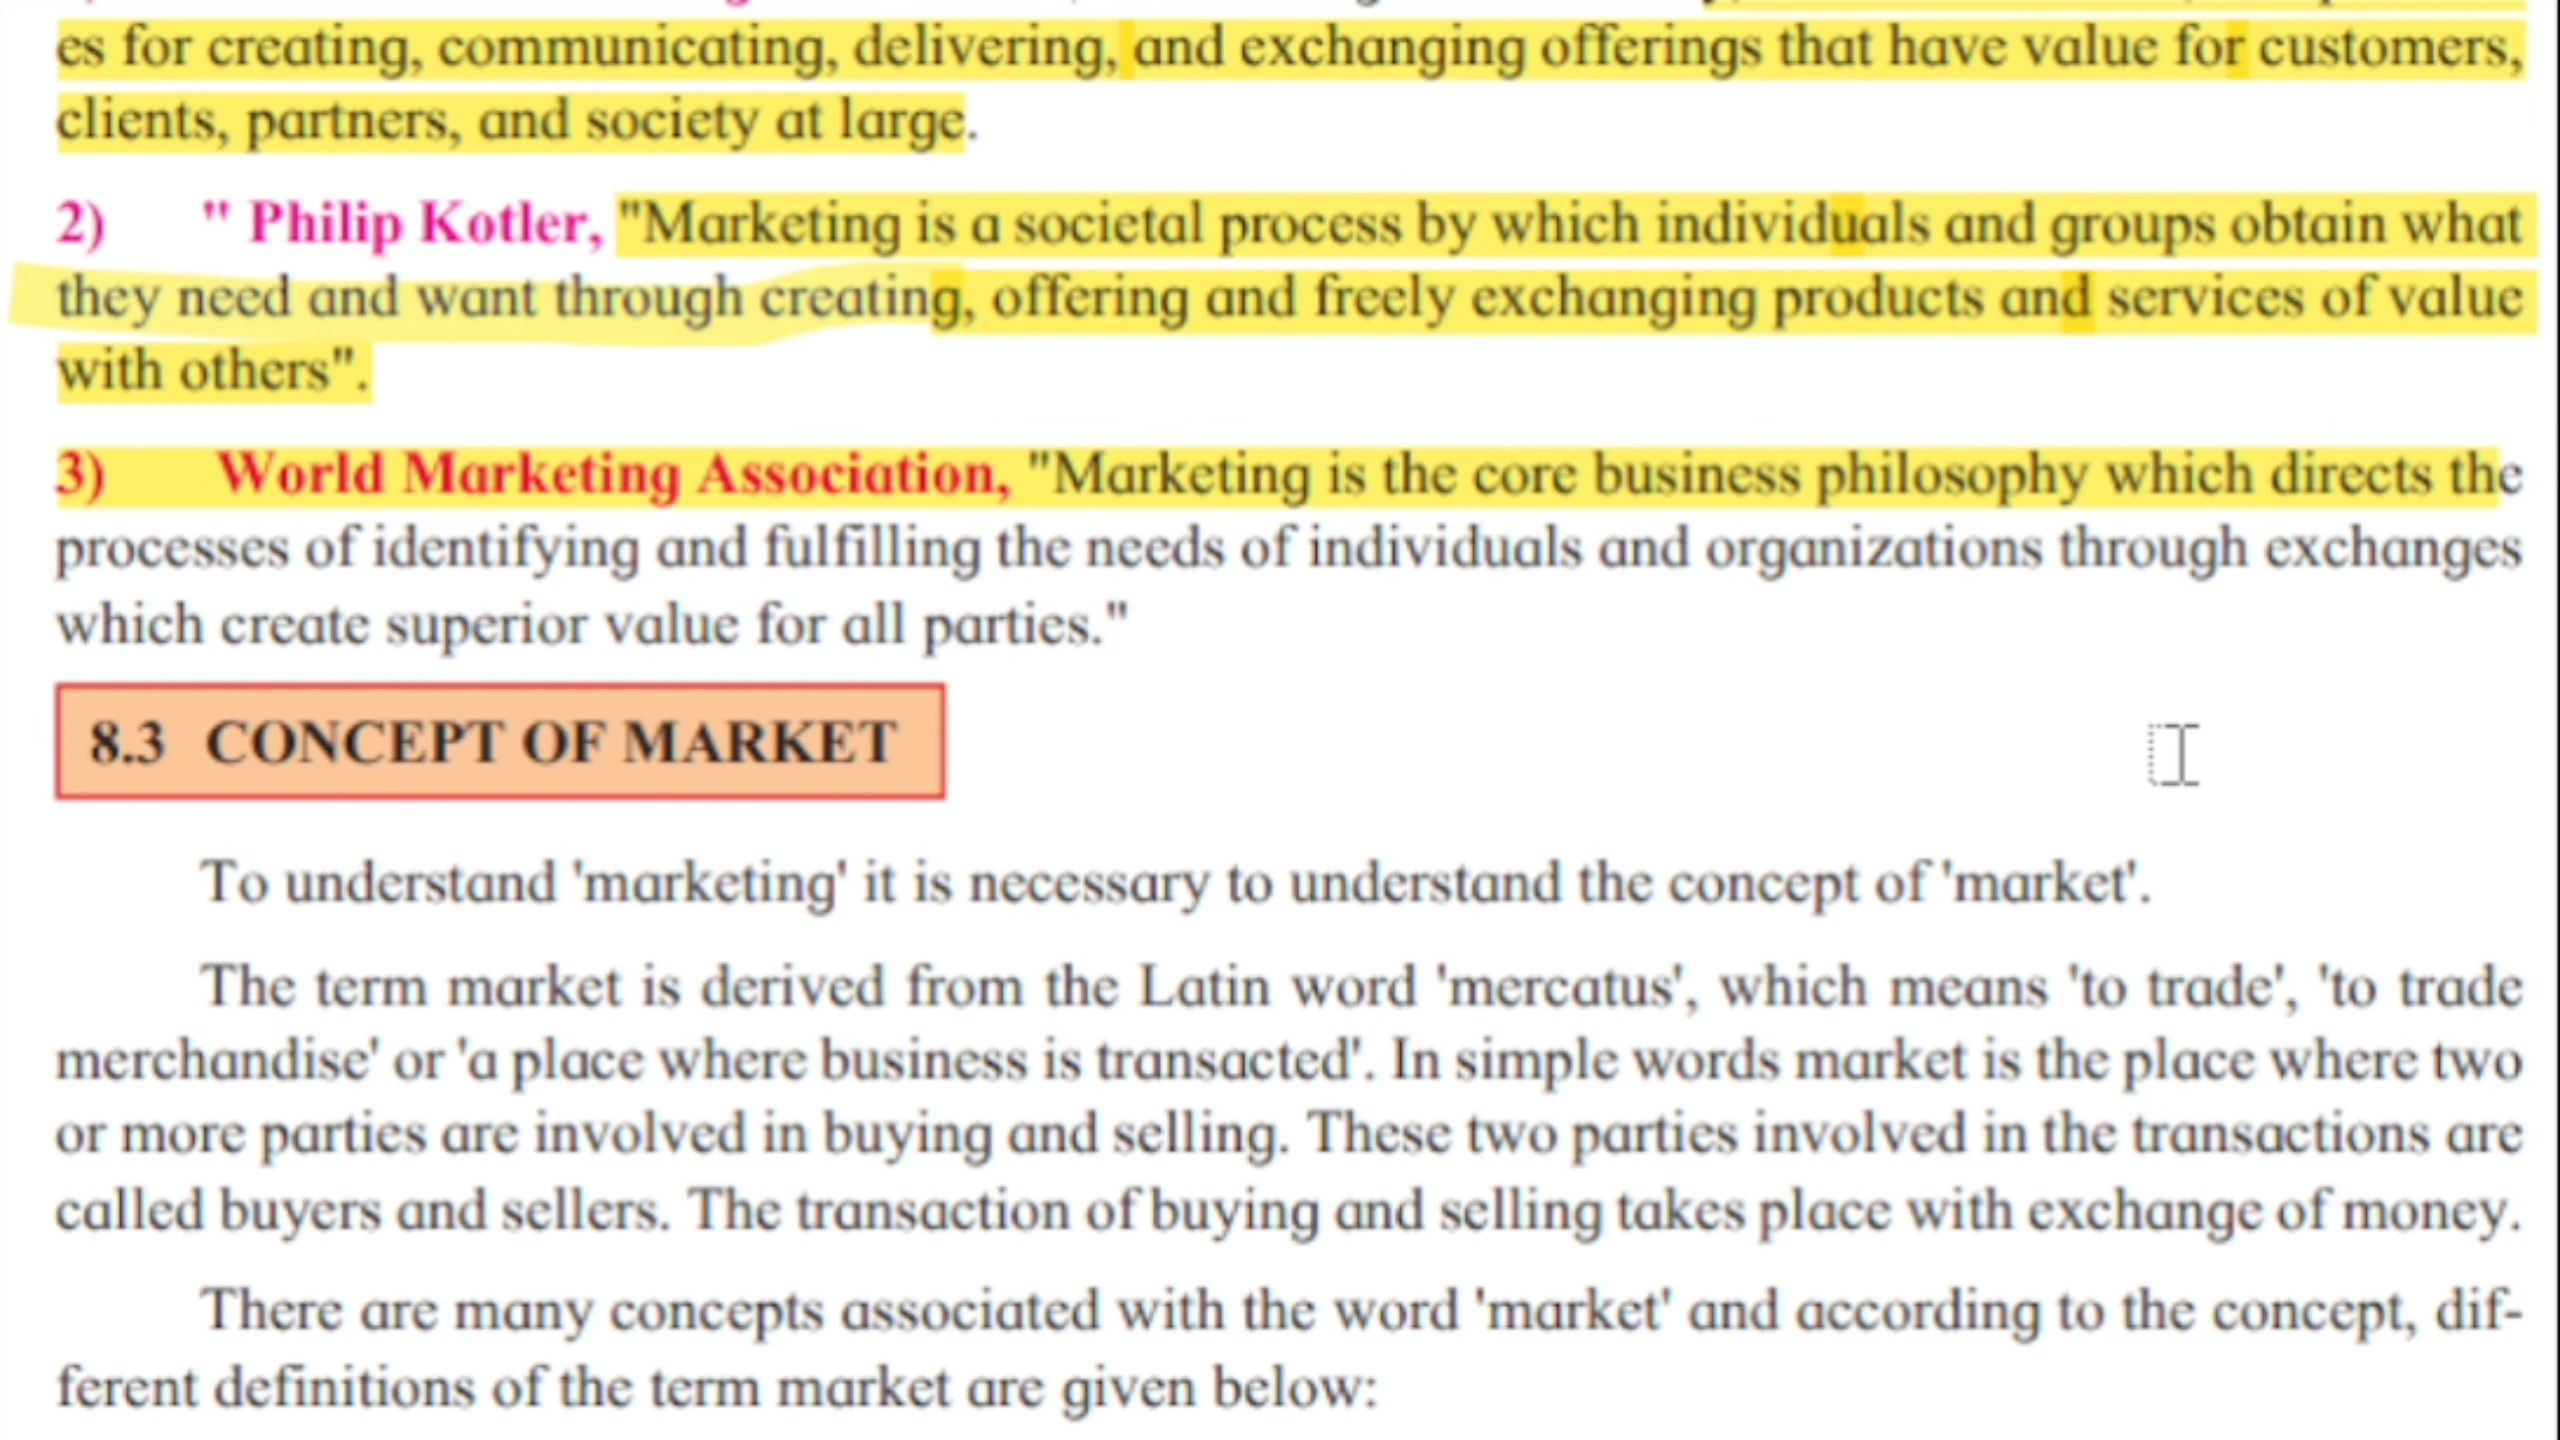 es for creating, communicating, delivering, and exchanging offerings that have value for customers,
clients, partners, and society at large.
2) " Philip Kotler, "Marketing is a societal process by which individuals and groups obtain what
they need and want through creating, offering and freely exchanging products and services of value
with others".
3) World Marketing Association, "Marketing is the core business philosophy which directs the
processes of identifying and fulfilling the needs of individuals and organizations through exchanges
which create superior value for all parties."
8.3 CONCEPT OF MARKET
To understand 'marketing' it is necessary to understand the concept of 'market'.
The term market is derived from the Latin word 'mercatus', which means 'to trade', 'to trade
merchandise' or 'a place where business is transacted'. In simple words market is the place where two
or more parties are involved in buying and selling. These two parties involved in the transactions are
called buyers and sellers. The transaction of buying and selling takes place with exchange of money.
There are many concepts associated with the word 'market' and according to the concept, dif-
ferent definitions of the term market are given below: